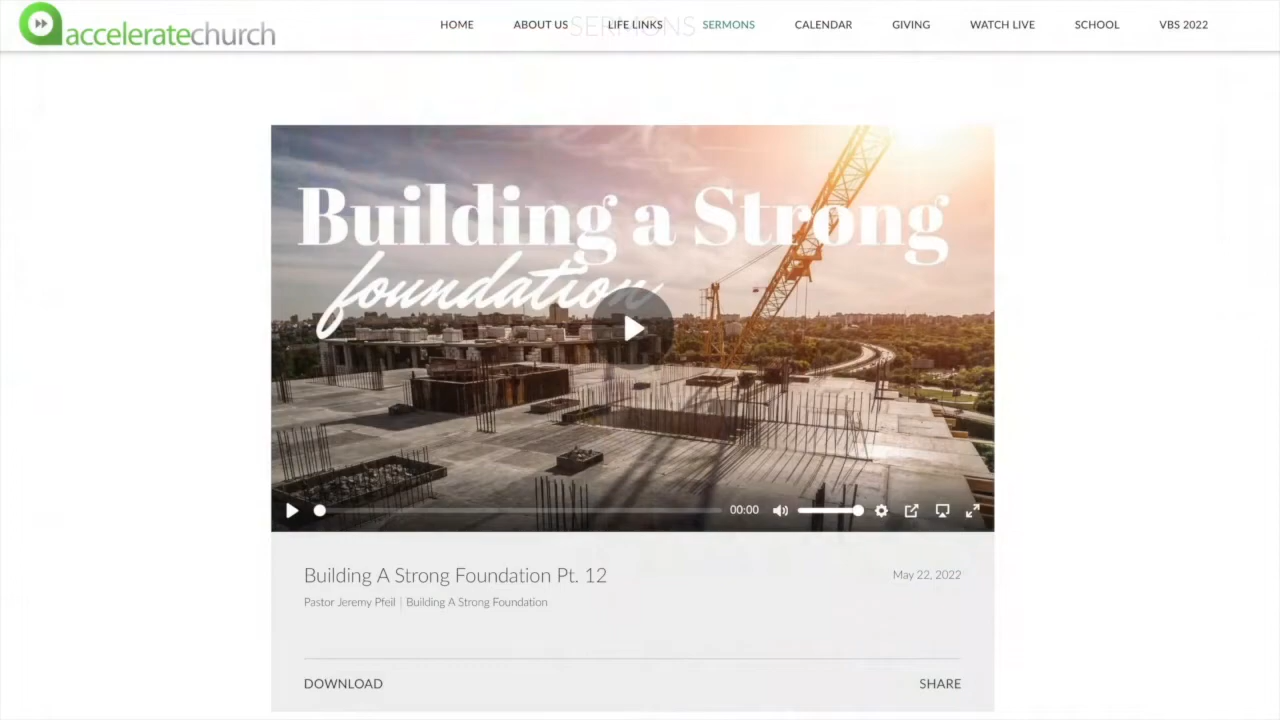 acceleratechurch
HOME ABOUT US LIFE LINKS SERMONS CALENDAR GIVING WATCH LIVE SCHOOL VBS 2022
SERMONS
Building a Strong
foundation
00:00
Building A Strong Foundation Pt. 12
May 22, 2022
Pastor Jeremy Pfeil | Building A Strong Foundation
DOWNLOAD
SHARE